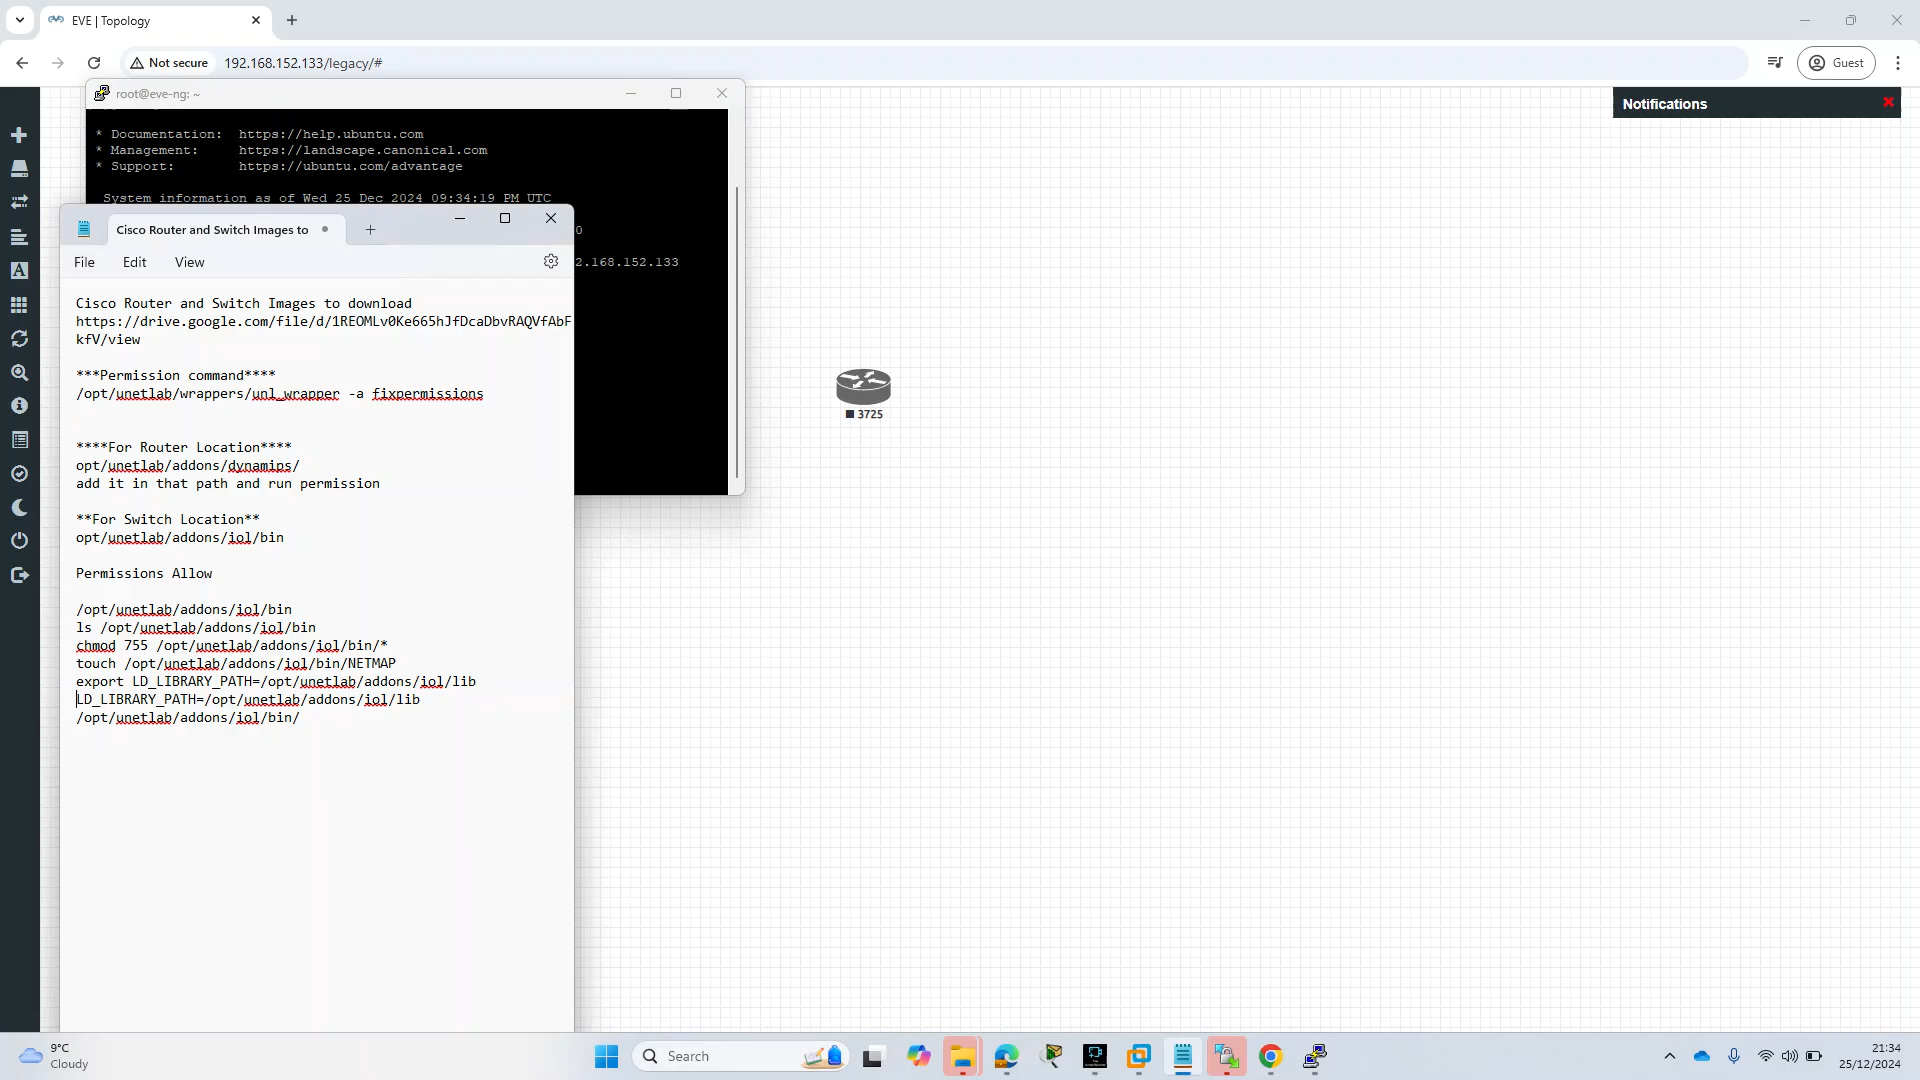 EVE | Topology
Not secure
192.168.152.133/legacy/#
Guest
root@eve-ng: ~
Notifications
* Documentation: https://help.ubuntu.com
* Management: https://landscape.canonical.com
* Support: https://ubuntu.com/advantage
System information as of Wed 25 Dec 2024 09:34:19 PM UTC
0
2.168.152.133
Cisco Router and Switch Images to
File
Edit
View
Cisco Router and Switch Images to download
https://drive.google.com/file/d/1REOMLv0Ke665hJfDcaDbvRAQVfAbF
kfV/view
***Permission command****
/opt/unetlab/wrappers/unl_wrapper -a fixpermissions
****For Router Location****
opt/unetlab/addons/dynamips/
add it in that path and run permission
**For Switch Location**
opt/unetlab/addons/iol/bin
Permissions Allow
/opt/unetlab/addons/iol/bin
ls /opt/unetlab/addons/iol/bin
chmod 755 /opt/unetlab/addons/iol/bin/*
touch /opt/unetlab/addons/iol/bin/NETMAP
export LD_LIBRARY_PATH=/opt/unetlab/addons/iol/lib
LD_LIBRARY_PATH=/opt/unetlab/addons/iol/lib
/opt/unetlab/addons/iol/bin/
3725
9°C
Cloudy
Search
21:34
25/12/2024